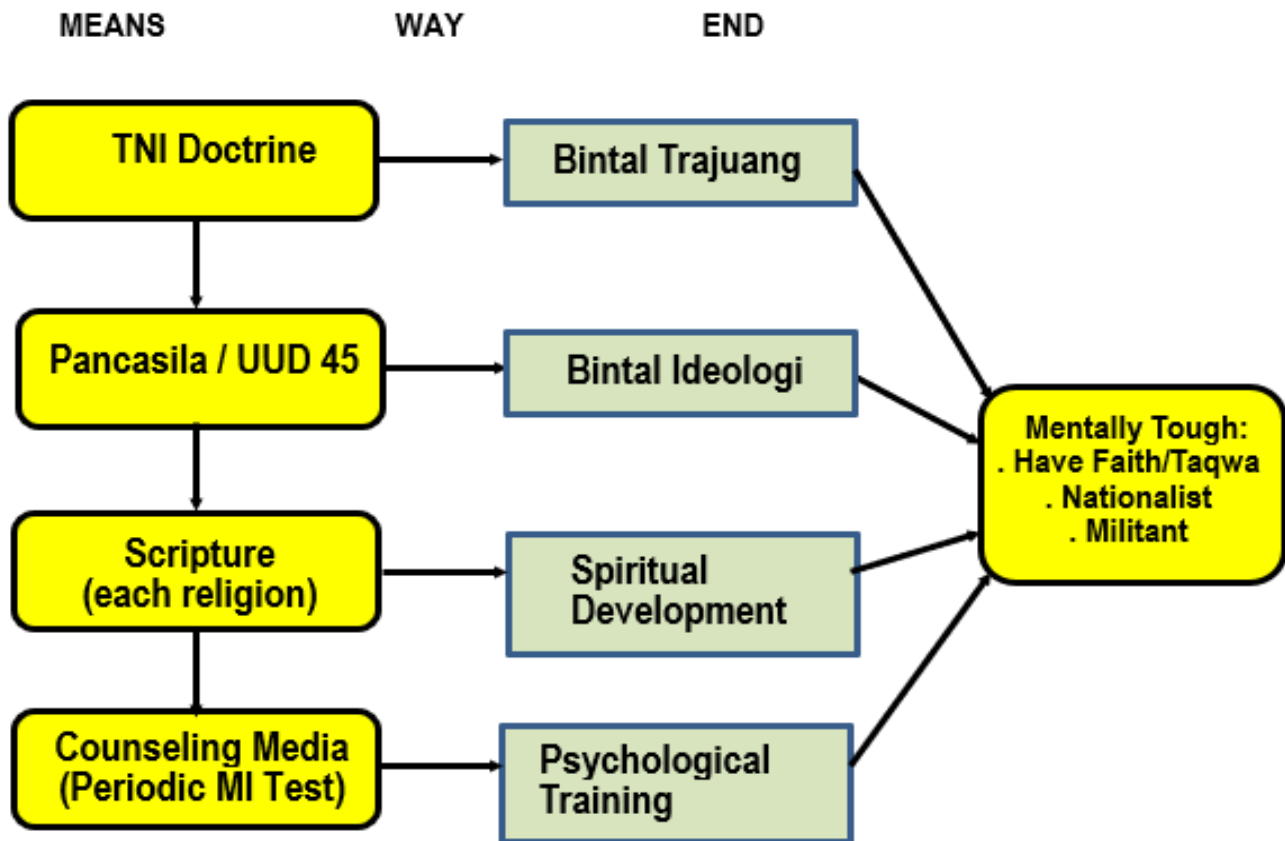 MEANS WAY END
TNI Doctrine
Bintal Trajuang
Pancasila / UUD 45
Bintal Ideologi
Mentally Tough:
. Have Faith/Taqwa
. Nationalist
. Militant
Scripture
(each religion)
Spiritual
Development
Counseling Media
(Periodic MI Test)
Psychological
Training